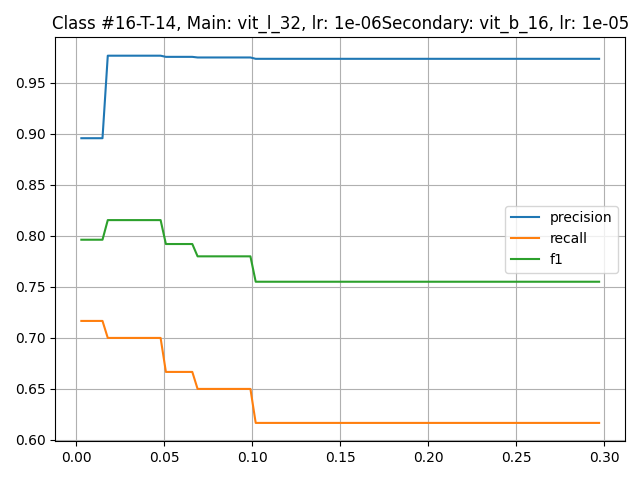 Class #16-T-14, Main: vit_l_32, lr: 1e-06Secondary: vit_b_16, lr: 1e-05
0.95
0.90
0.85
0.80
0.75
0.70
0.65
0.60
precision
recall
f1
0.00 0.05 0.10 0.15 0.20 0.25 0.30